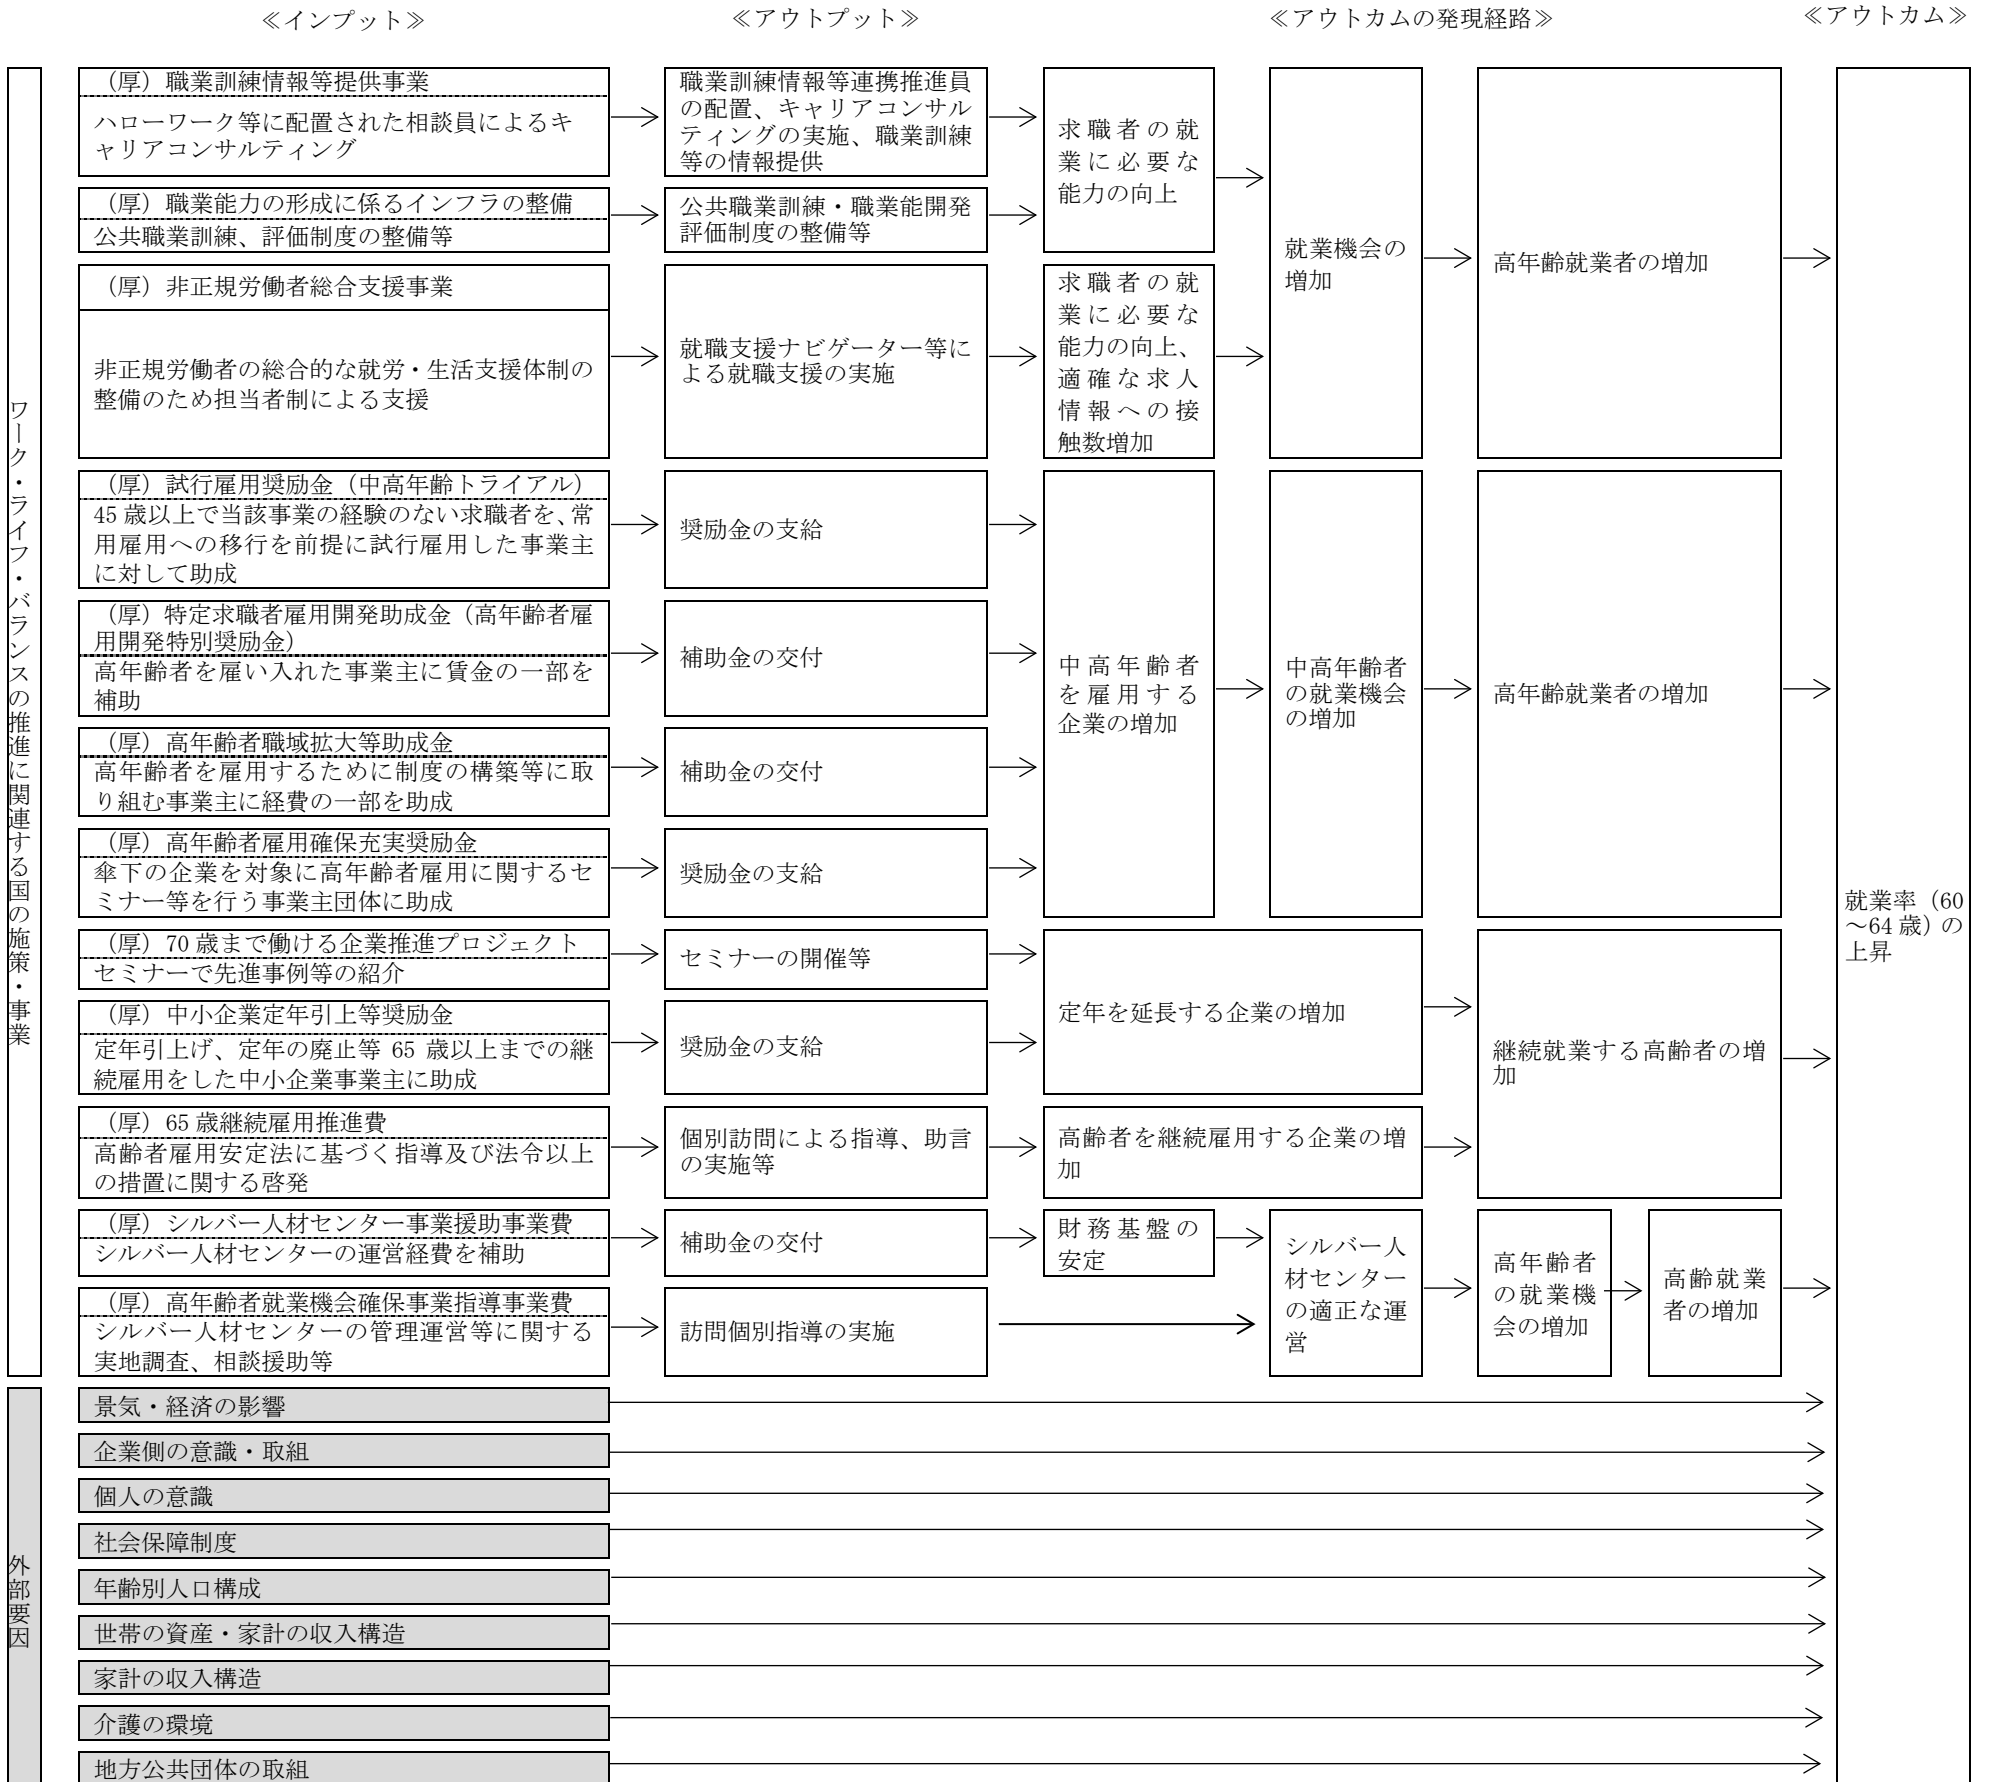 ≪インプット≫
≪アウトプット≫
≪アウトカムの発現経路≫
≪アウトカム≫
ワーク・ライフ・バランスの推進に関連する国の施策・事業
（厚）職業訓練情報等提供事業
ハローワーク等に配置された相談員によるキ
ャリアコンサルティング
職業訓練情報等連携推進員
の配置、キャリアコンサル
ティングの実施、職業訓練
等の情報提供
（厚）職業能力の形成に係るインフラの整備
公共職業訓練、評価制度の整備等
公共職業訓練・職業能開発
評価制度の整備等
求職者の就
業に必要な
能力の向上
（厚）非正規労働者総合支援事業
非正規労働者の総合的な就労・生活支援体制の
整備のため担当者制による支援
就職支援ナビゲーター等に
よる就職支援の実施
求職者の就
業に必要な
能力の向上、
適確な求人
情報への接
触数増加
就業機会の
増加
高年齢就業者の増加
（厚）試行雇用奨励金（中高年齢トライアル）
45 歳以上で当該事業の経験のない求職者を、常
用雇用への移行を前提に試行雇用した事業主
に対して助成
奨励金の支給
（厚）特定求職者雇用開発助成金（高年齢者雇
用開発特別奨励金）
高年齢者を雇い入れた事業主に賃金の一部を
補助
補助金の交付
（厚）高年齢者職域拡大等助成金
高年齢者を雇用するために制度の構築等に取
り組む事業主に経費の一部を助成
補助金の交付
（厚）高年齢者雇用確保充実奨励金
傘下の企業を対象に高年齢者雇用に関するセ
ミナー等を行う事業主団体に助成
奨励金の支給
中高年齢者
を雇用する
企業の増加
中高年齢者
の就業機会
の増加
高年齢就業者の増加
（厚）70 歳まで働ける企業推進プロジェクト
セミナーで先進事例等の紹介
セミナーの開催等
（厚）中小企業定年引上等奨励金
定年引上げ、定年の廃止等 65 歳以上までの継
続雇用をした中小企業事業主に助成
奨励金の支給
定年を延長する企業の増加
（厚）65 歳継続雇用推進費
高齢者雇用安定法に基づく指導及び法令以上
の措置に関する啓発
個別訪問による指導、助言
の実施等
高齢者を継続雇用する企業の増
加
継続就業する高齢者の増
加
（厚）シルバー人材センター事業援助事業費
シルバー人材センターの運営経費を補助
補助金の交付
財務基盤の
安定
（厚）高年齢者就業機会確保事業指導事業費
シルバー人材センターの管理運営等に関する
実地調査、相談援助等
訪問個別指導の実施
シルバー人
材センター
の適正な運
営
高年齢者
の就業機
会の増加
高齢就業
者の増加
就業率（60
～64 歳）の
上昇
外部要因
景気・経済の影響
企業側の意識・取組
個人の意識
社会保障制度
年齢別人口構成
世帯の資産・家計の収入構造
家計の収入構造
介護の環境
地方公共団体の取組